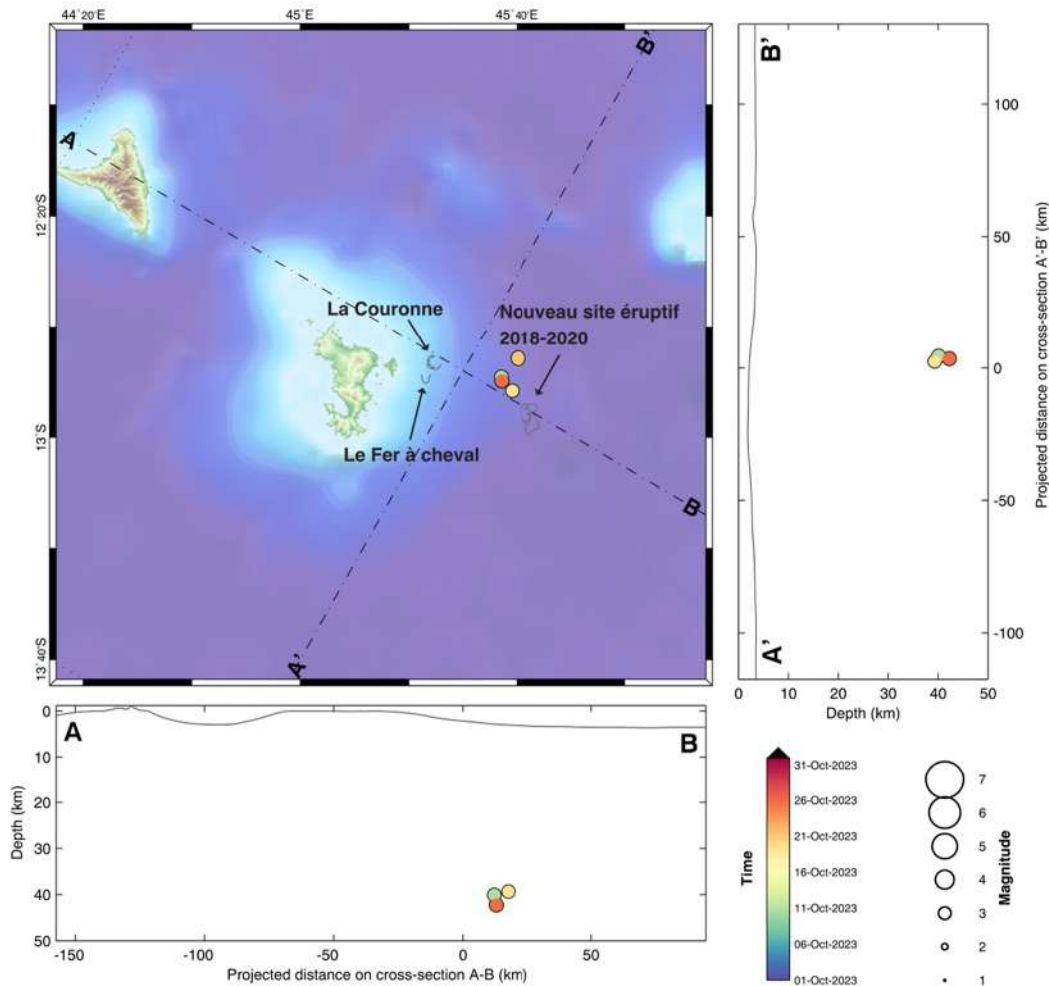 44˚20'E
45˚E
45˚40'E
A
B'
12˚20'S
La Couronne
Nouveau site éruptif
2018-2020
13˚S
Le Fer à cheval
B
13˚40'S
A'
B'
100
50
0
-50
-100
Projected distance on cross-section A'-B' (km)
A'
0
10
20
30
40
50
Depth (km)
0
10
20
30
40
50
Depth (km)
A
B
-150
-100
-50
0
50
Projected distance on cross-section A-B (km)
Time
31-Oct-2023
26-Oct-2023
21-Oct-2023
16-Oct-2023
11-Oct-2023
06-Oct-2023
01-Oct-2023
7
6
5
4
3
2
1
Magnitude